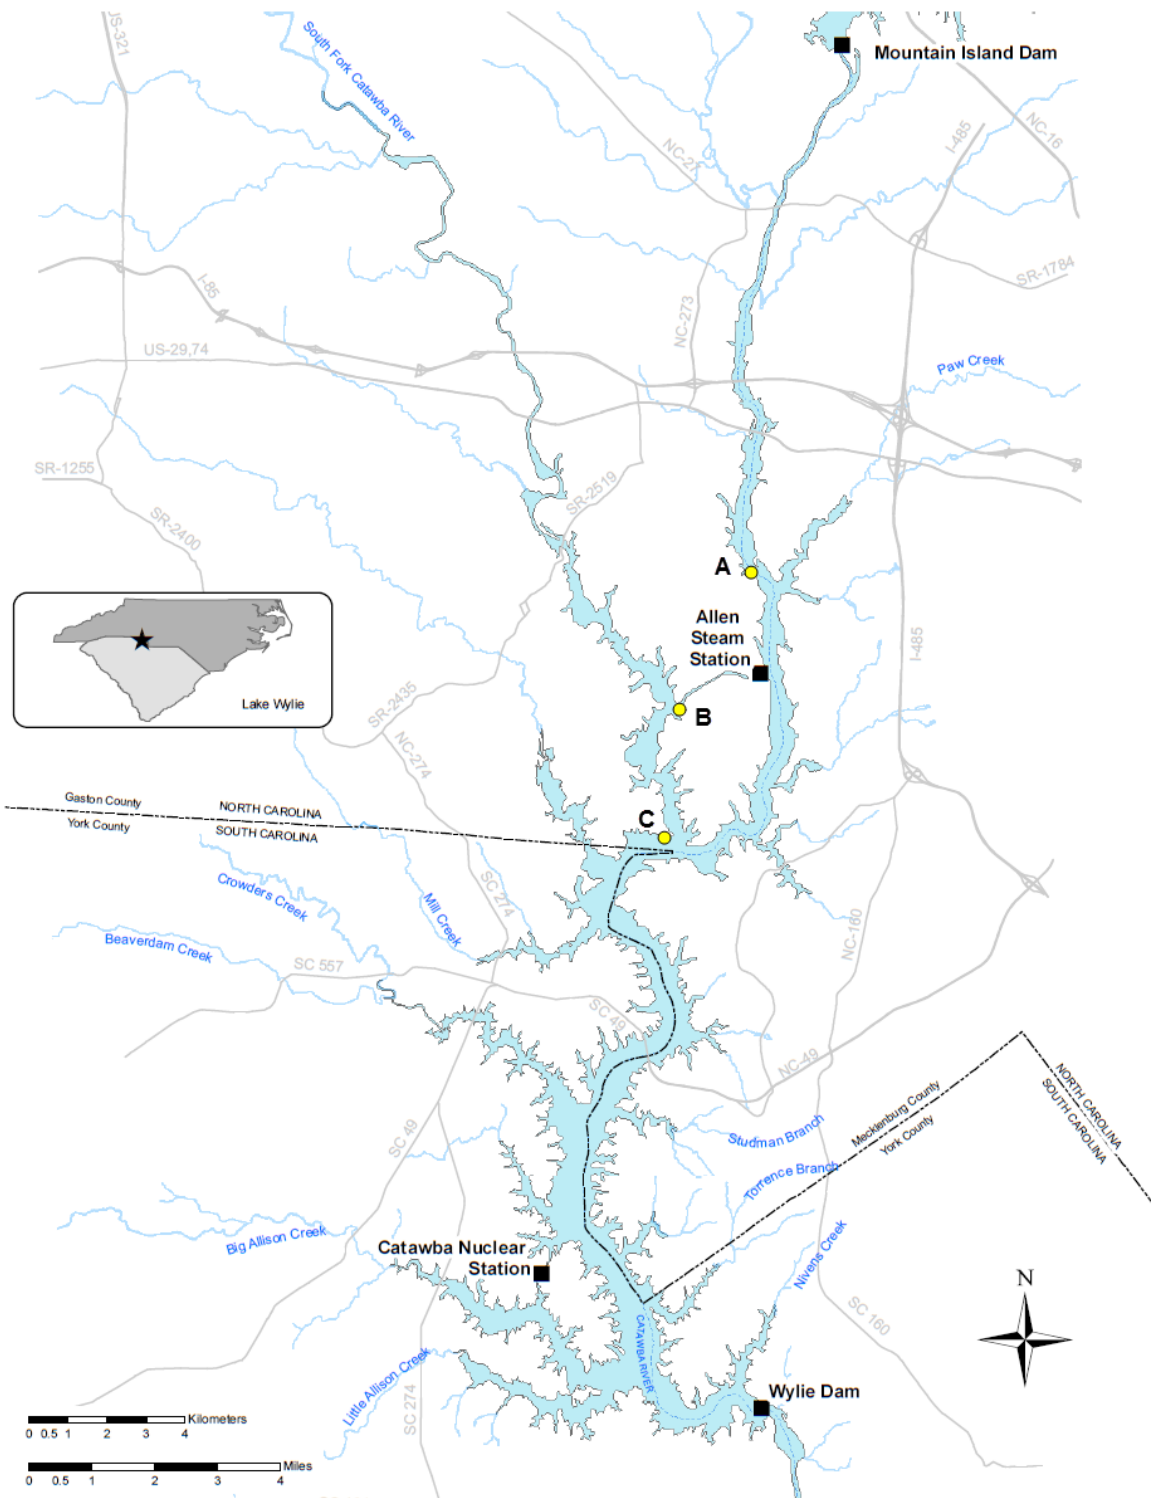 US-321
South Fork Catawba River
Mountain Island Dam
NC-27
I-485
NC-16
SR-1784
I-85
NC-273
US-29,74
Paw Creek
SR-1255
SR-2519
SR-2400
A
Allen
Steam
Station
I-485
Lake Wylie
SR-2435
B
NC-274
Gaston County
NORTH CAROLINA
York County
SOUTH CAROLINA
C
Crowders Creek
SC 274
Mill Creek
Beaverdam Creek
NC-160
SC 557
SC 49
NC-49
NORTH CAROLINA
SOUTH CAROLINA
Mecklenburg County
York County
Studman Branch
SC 49
Torrence Branch
Big Allison Creek
Catawba Nuclear
Station
Nivens Creek
N
SC 160
CATAWBA RIVER
Little Allison Creek
SC 274
Wylie Dam
Kilometers
0 0.5 1 2 3 4
Miles
0 0.5 1 2 3 4